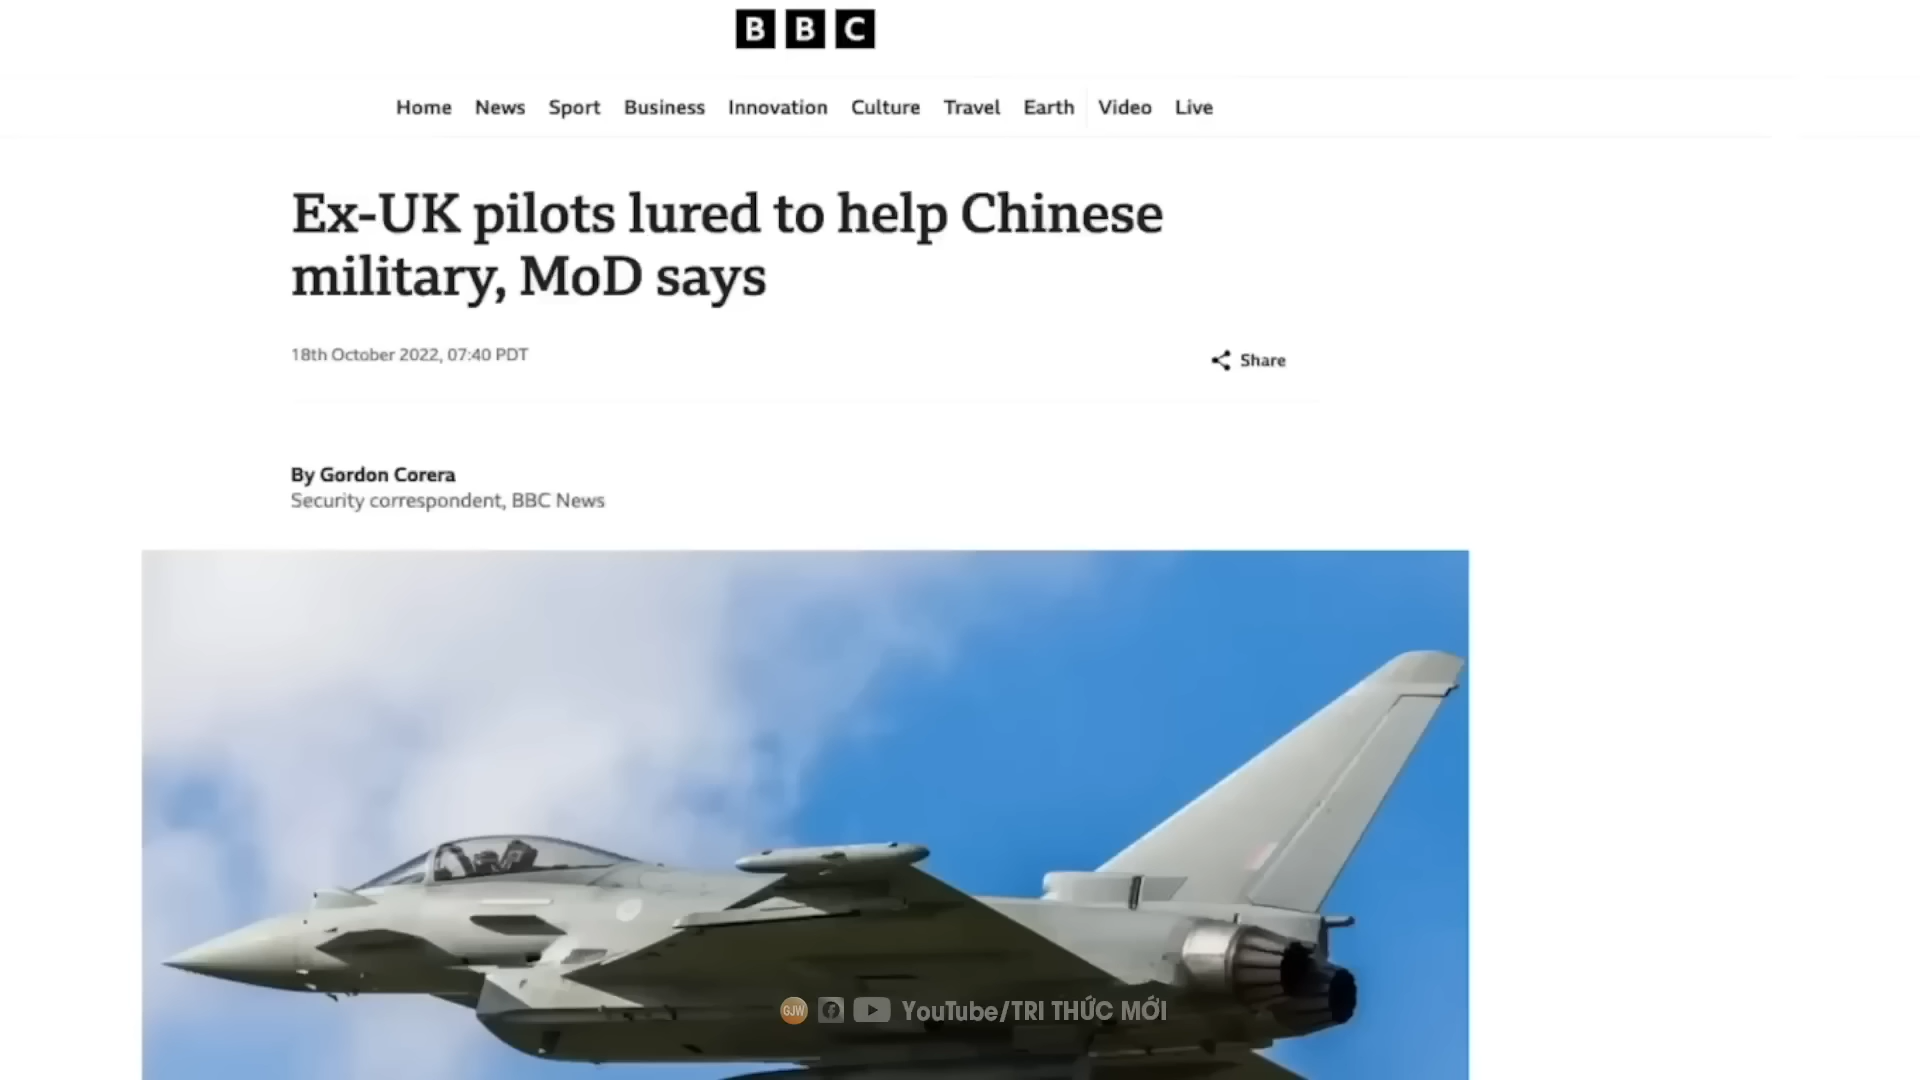 BBC
Home News Sport Business Innovation Culture Travel Earth Video Live
Ex-UK pilots lured to help Chinese
military, MoD says
18th October 2022, 07:40 PDT
Share
By Gordon Corera
Security correspondent, BBC News
GJW YouTube/TRI THỨC MỚI